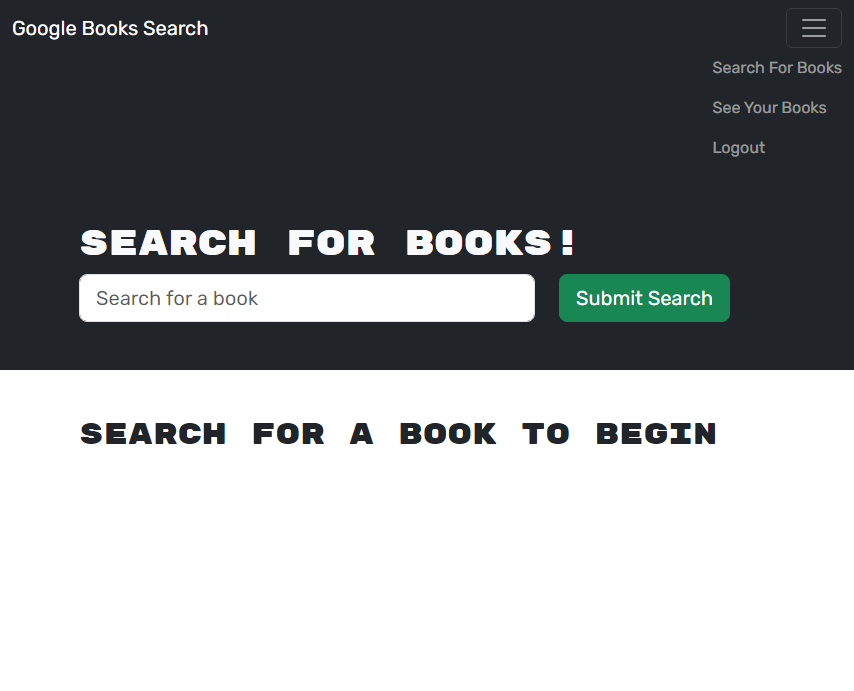 Google Books Search
Search For Books
See Your Books
Logout
SEARCH FOR BOOKS!
Search for a book
Submit Search
SEARCH FOR A BOOK TO BEGIN